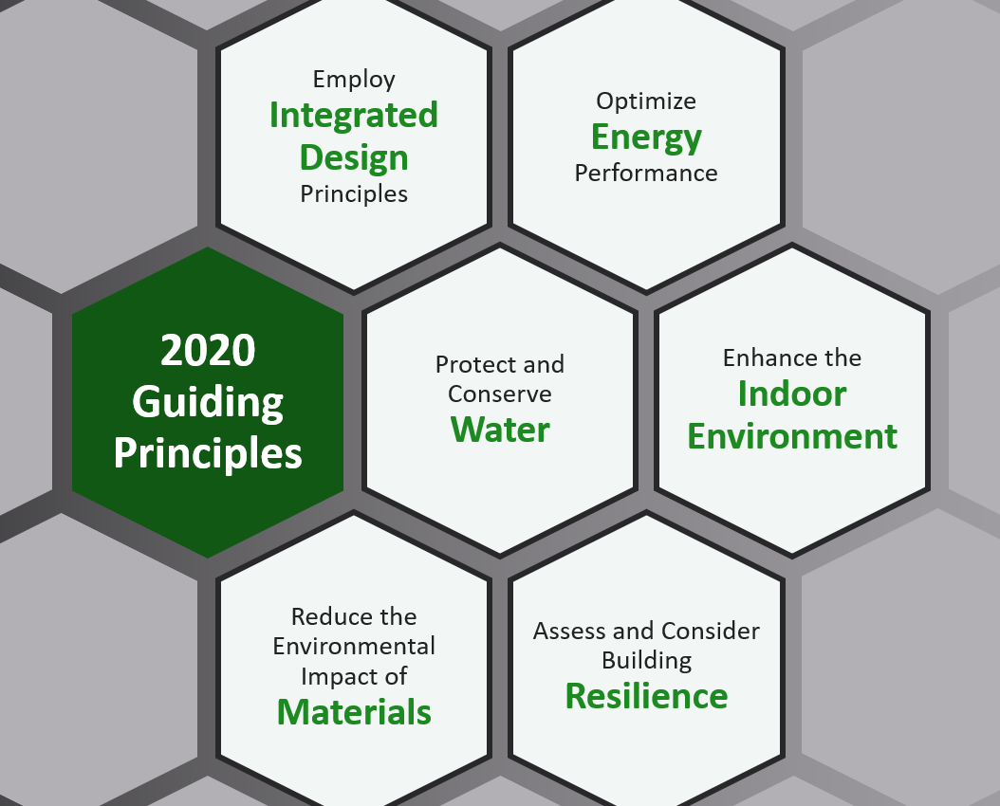 Employ
Integrated
Design
Principles
Optimize
Energy
Performance
2020
Guiding
Principles
Protect and
Conserve
Water
Enhance the
Indoor
Environment
Reduce the
Environmental
Impact of
Materials
Assess and Consider
Building
Resilience